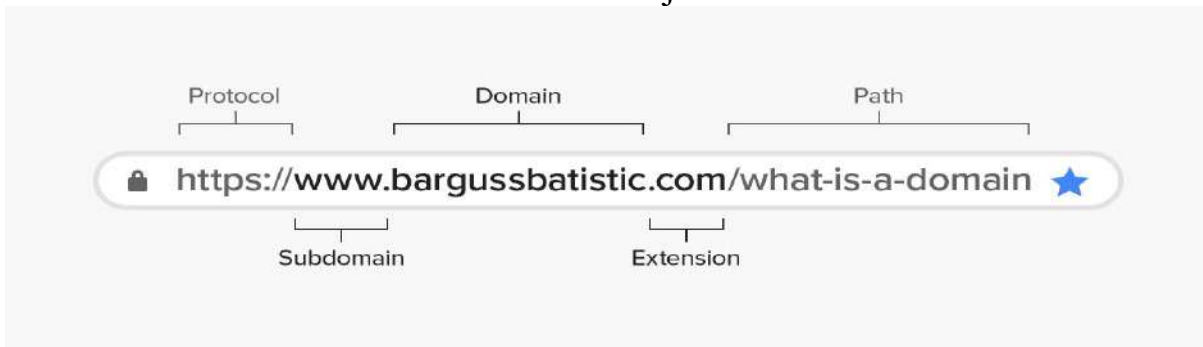 Protocol Domain Path
https://www.bargussbatistic.com/what-is-a-domain
Subdomain Extension